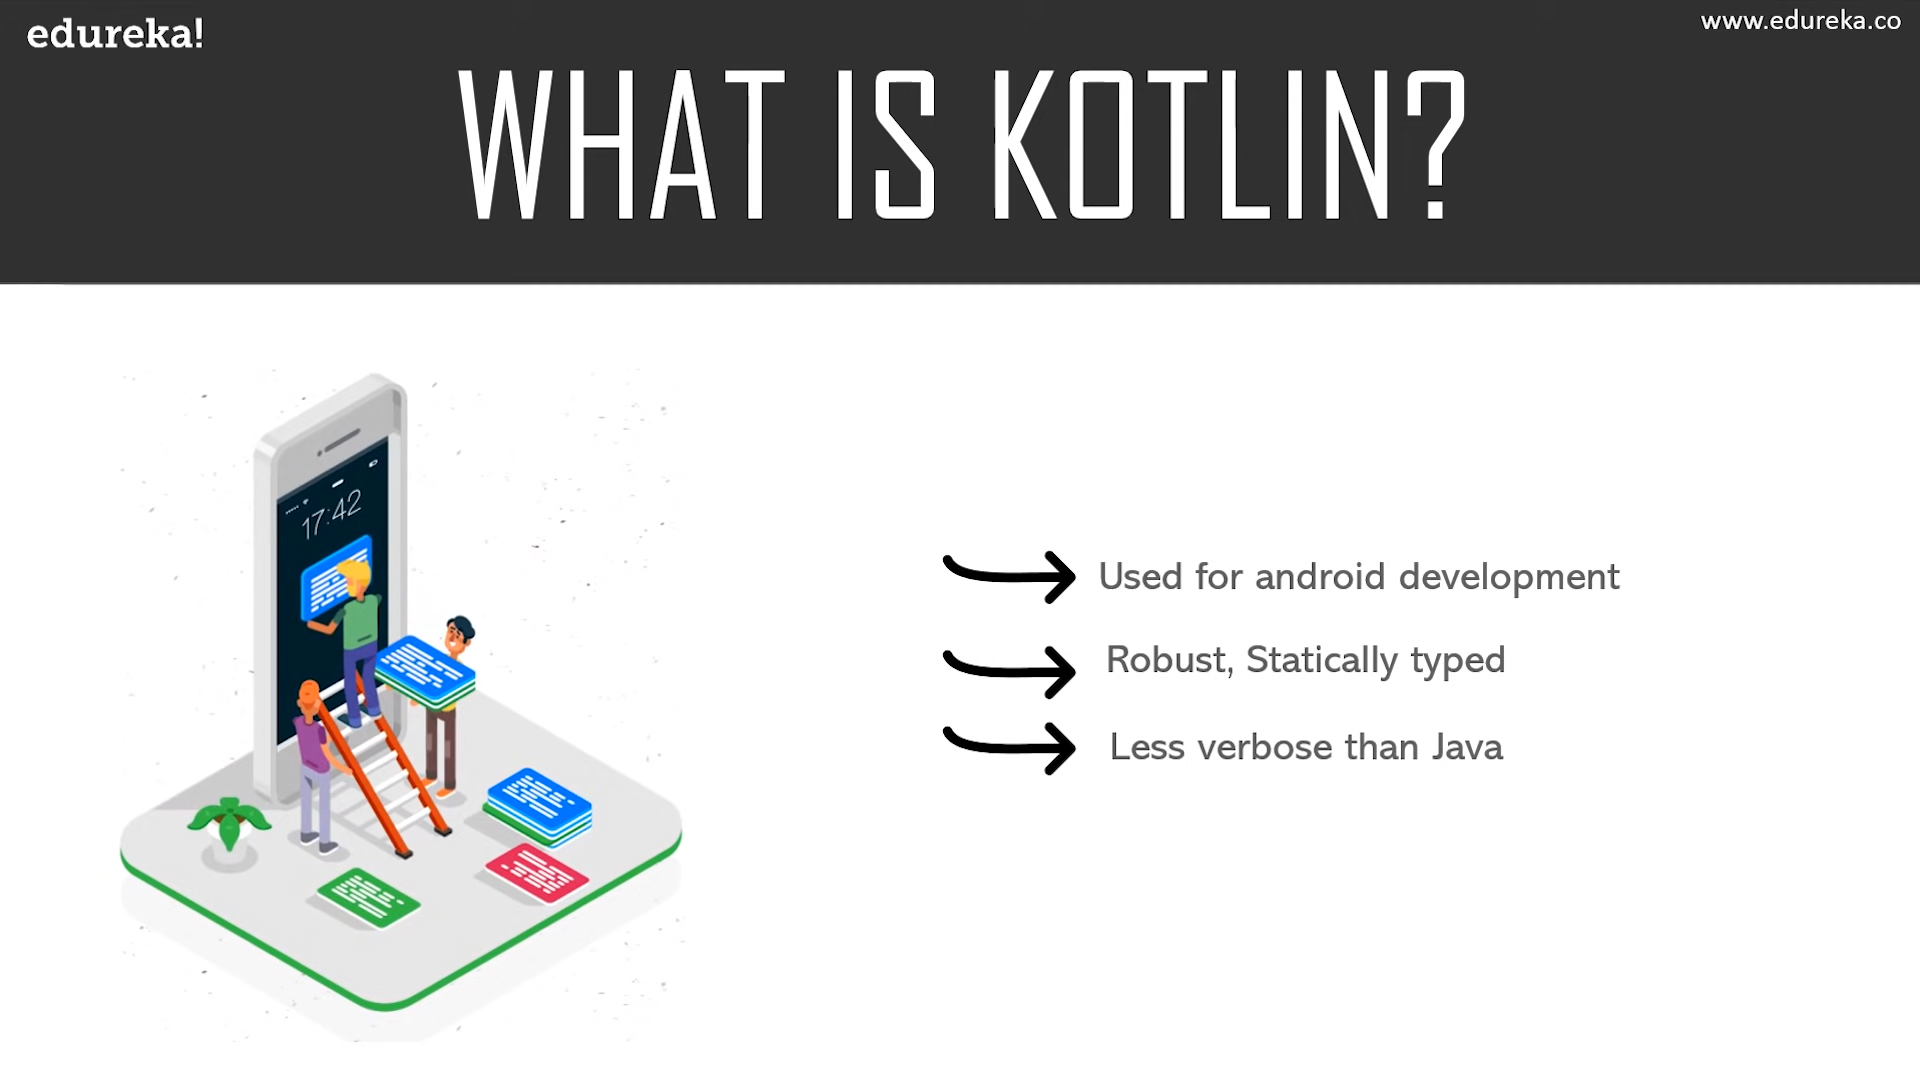 edureka!
www.edureka.co
WHAT IS KOTLIN?
17:42
Used for android development
Robust, Statically typed
Less verbose than Java